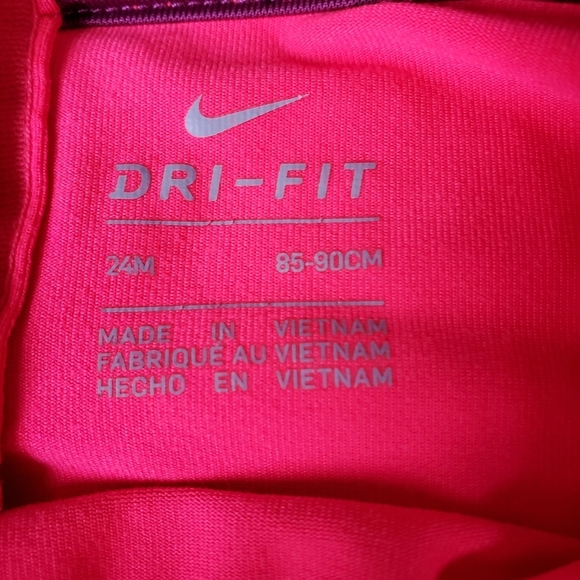 DRI-FIT
24M 85-90CM
MADE IN VIETNAM
FABRIQUÉ AU VIETNAM
HECHO EN VIETNAM